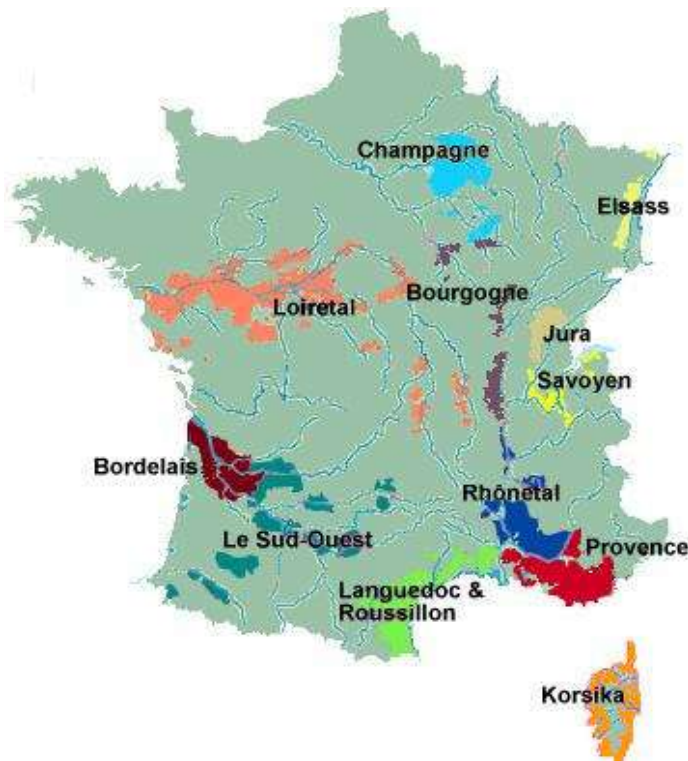 Champagne
Elsass
Bourgogne
Loiretal
Jura
Savoyen
Bordelais
Rhônetal
Le Sud-Ouest
Provence
Languedoc &
Roussillon
Korsika